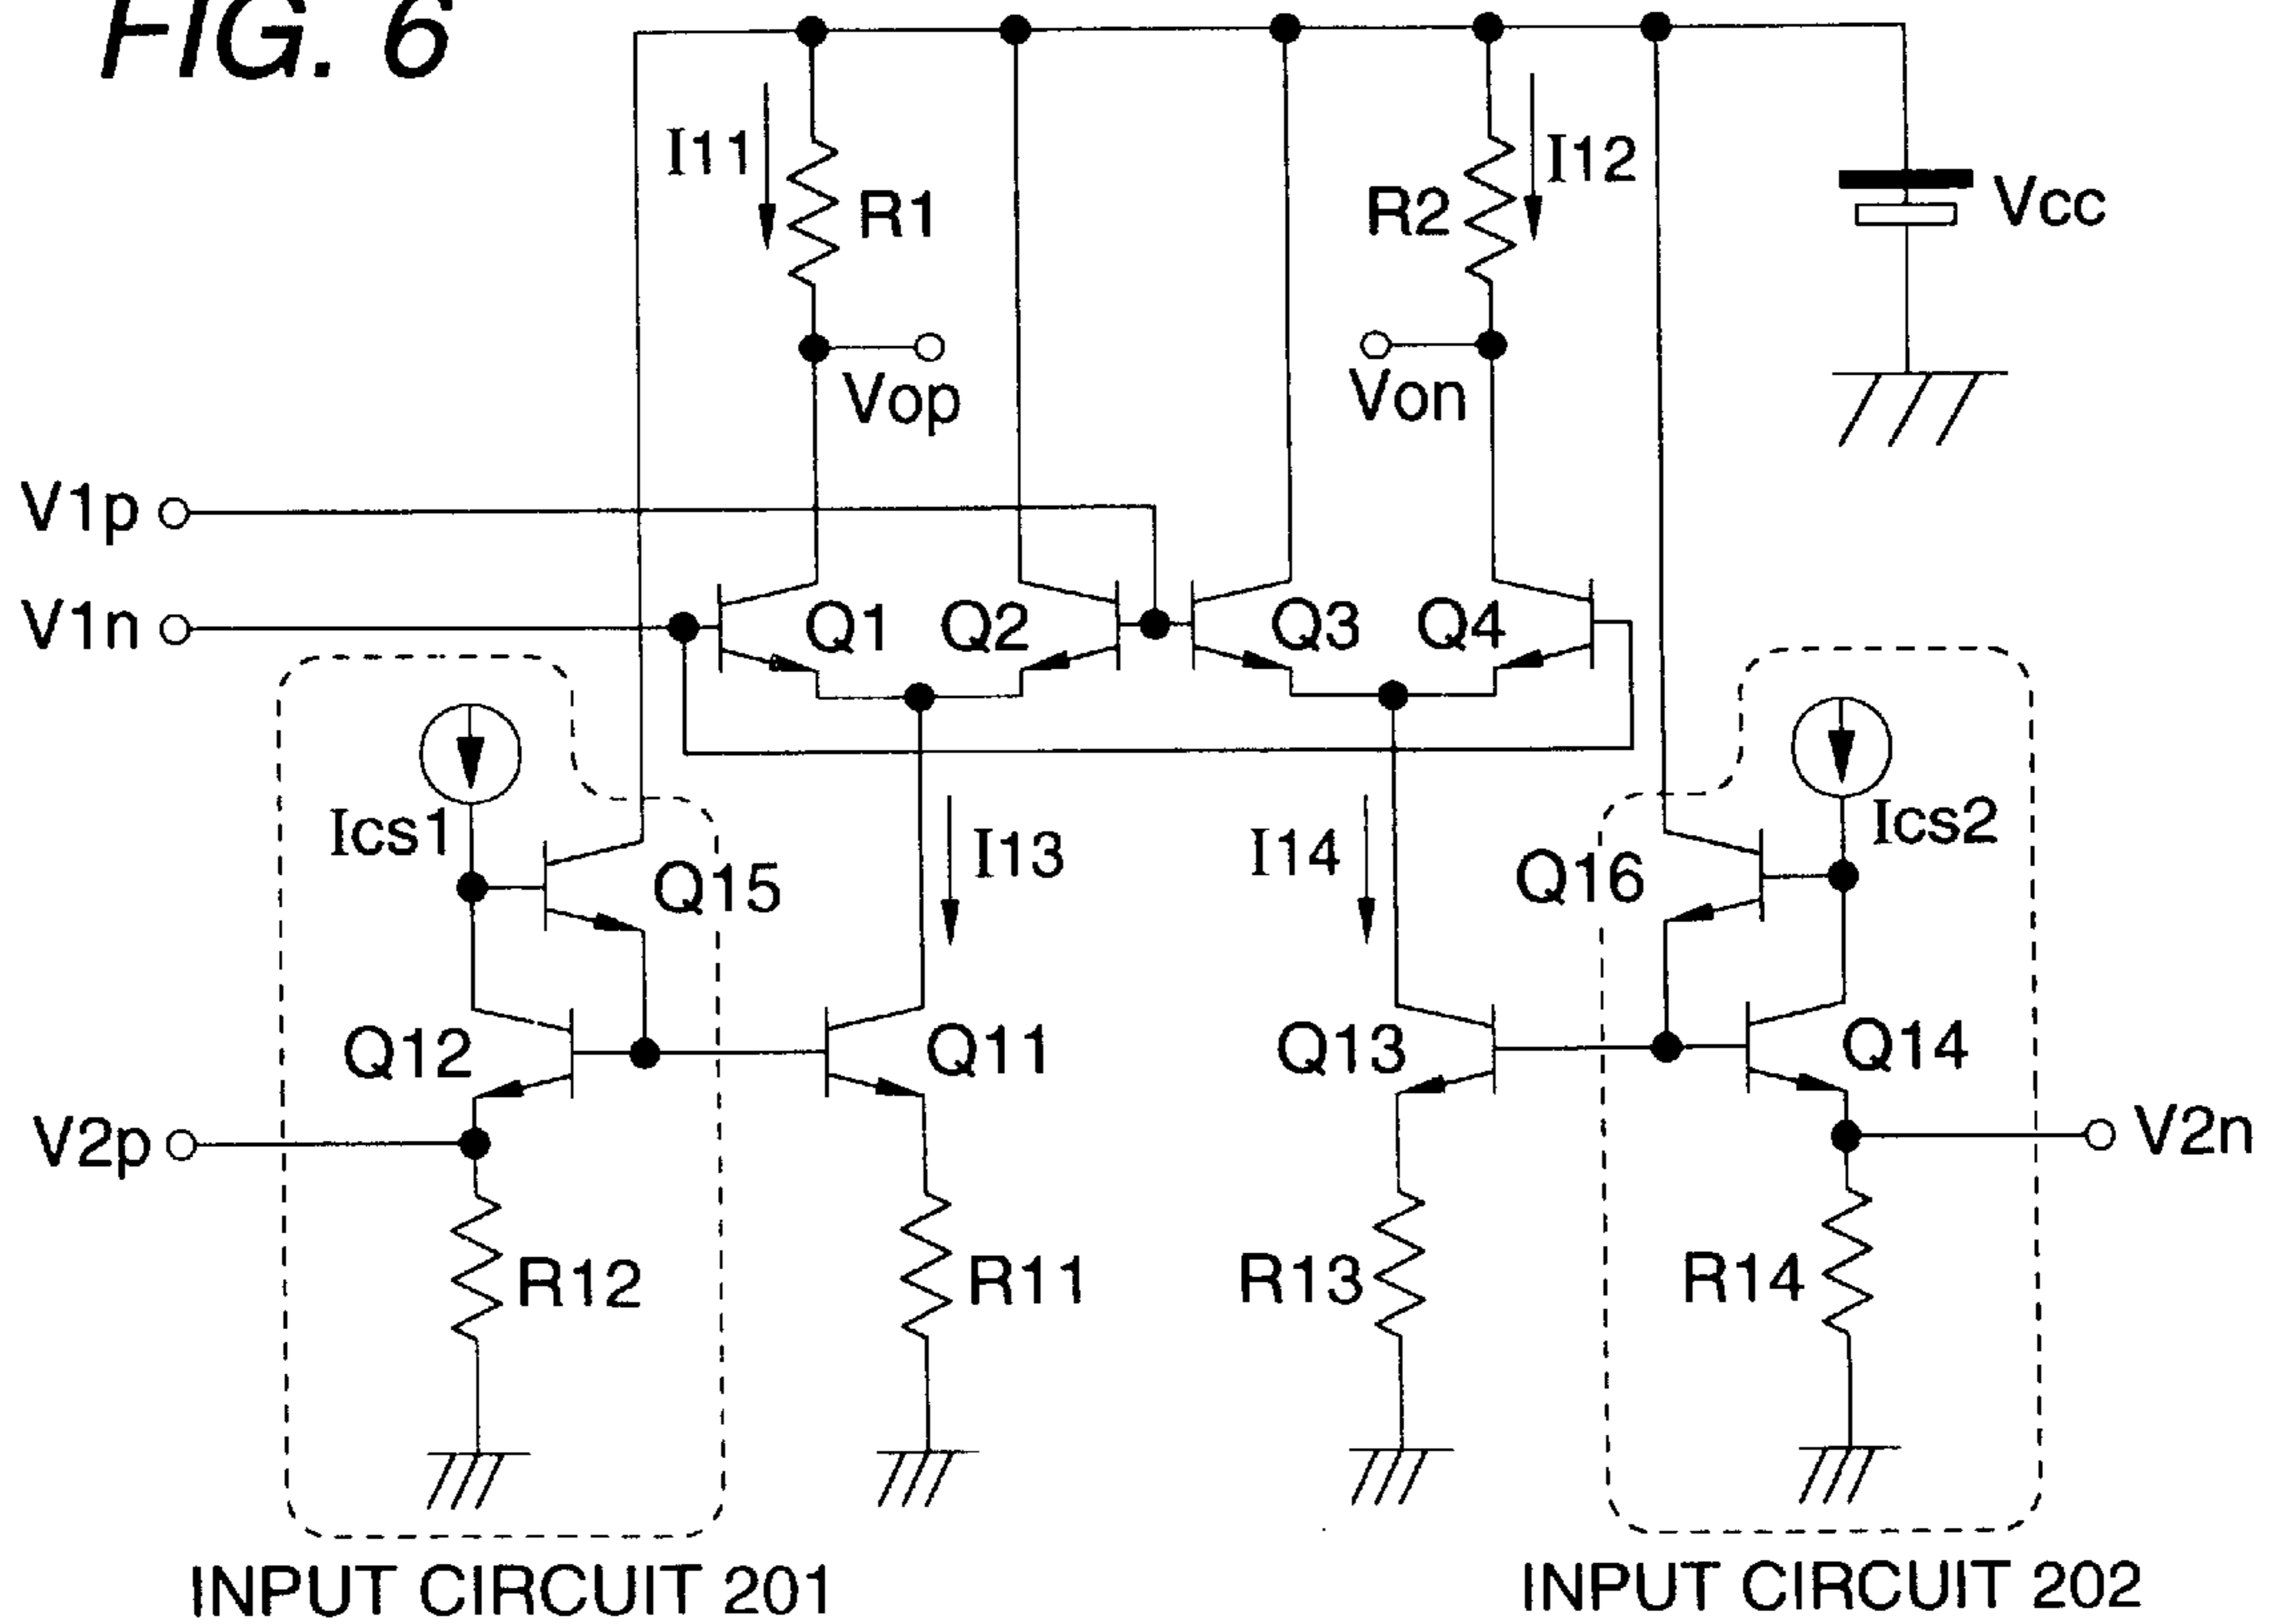 FIG. 6
I11
R1
R2
I12
Vcc
Vop
Von
V1p
V1n
Q1
Q2
Q3
Q4
Ics1
Q15
I13
I14
Q16
Ics2
Q12
Q11
Q13
Q14
V2p
V2n
R12
R11
R13
R14
INPUT CIRCUIT 201
INPUT CIRCUIT 202